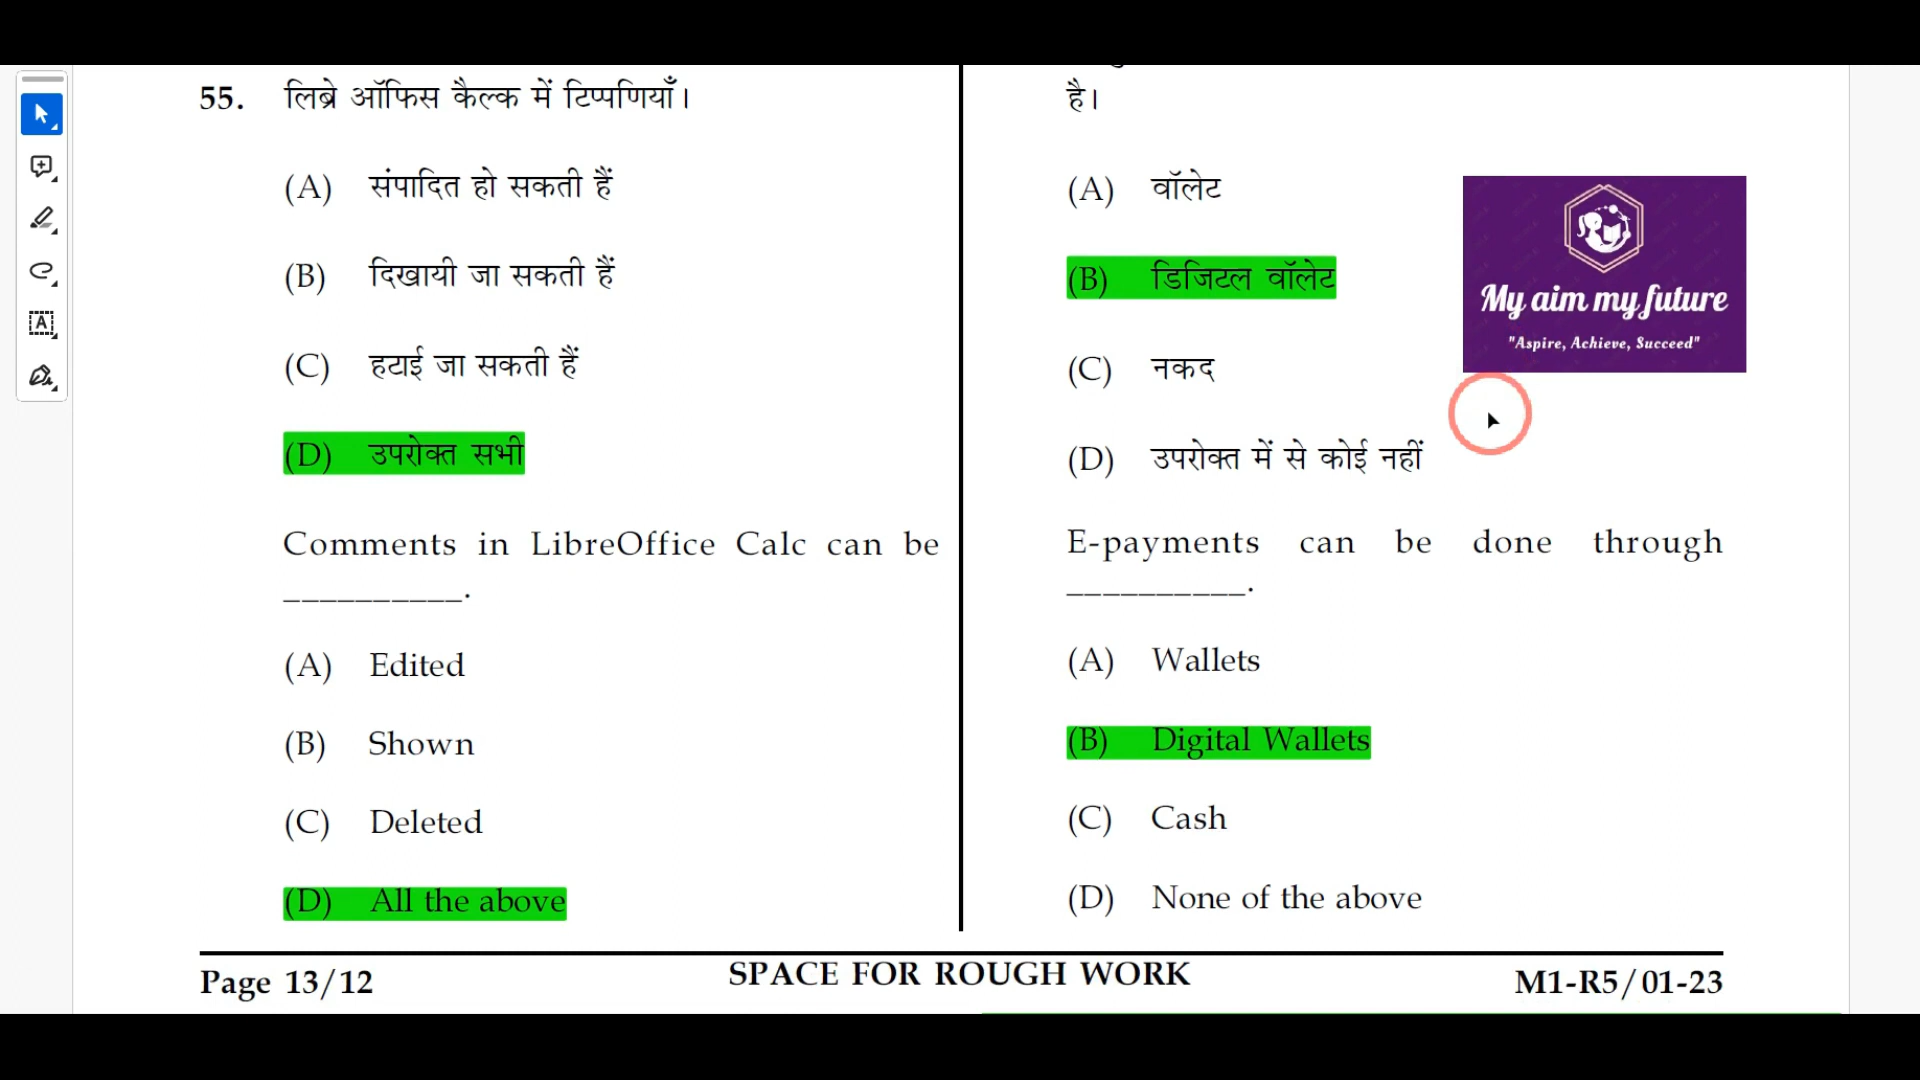 55. लिब्रे ऑफिस कैल्क में टिप्पणियाँ।
(A) संपादित हो सकती हैं
(B) दिखायी जा सकती हैं
(C) हटाई जा सकती हैं
(D) उपरोक्त सभी
Comments in LibreOffice Calc can be
__________.
(A) Edited
(B) Shown
(C) Deleted
(D) All the above
है।
(A) वॉलेट
(B) डिजिटल वॉलेट
(C) नकद
(D) उपरोक्त में से कोई नहीं
E-payments can be done through
__________.
(A) Wallets
(B) Digital Wallets
(C) Cash
(D) None of the above
My aim my future
"Aspire, Achieve, Succeed"
Page 13/12 SPACE FOR ROUGH WORK M1-R5/01-23